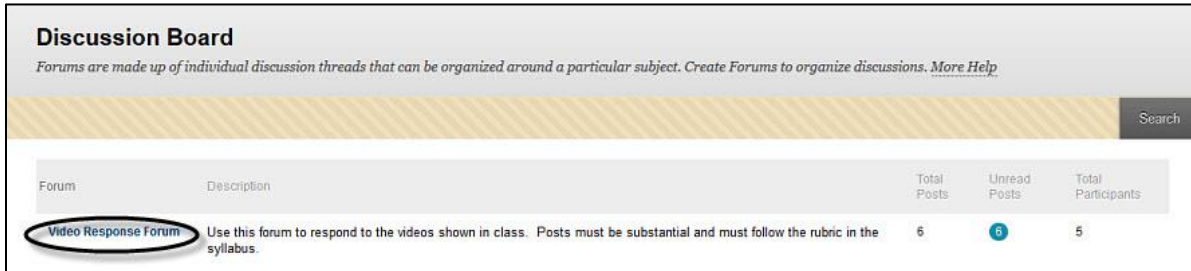 Discussion Board
Forums are made up of individual discussion threads that can be organized around a particular subject. Create Forums to organize discussions. More Help
Search
Forum Description Total Posts Unread Posts Total Participants
Video Response Forum Use this forum to respond to the videos shown in class. Posts must be substantial and must follow the rubric in the 6 6 5
syllabus.